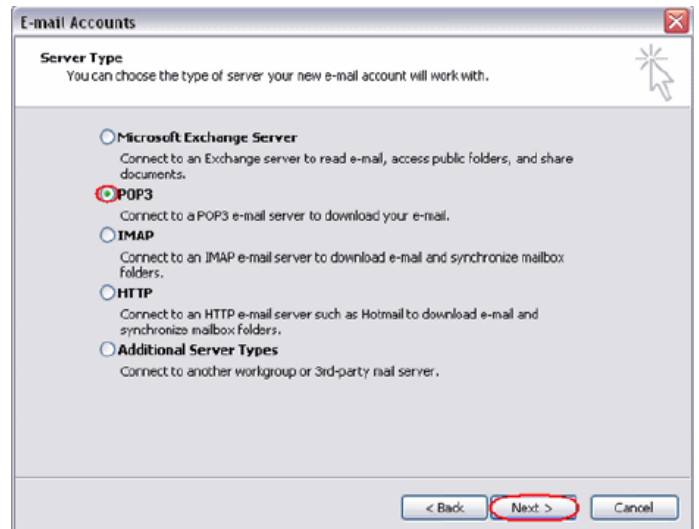 E-mail Accounts
Server Type
You can choose the type of server your new e-mail account will work with.
Microsoft Exchange Server
Connect to an Exchange server to read e-mail, access public folders, and share
documents.
POP3
Connect to a POP3 e-mail server to download your e-mail.
IMAP
Connect to an IMAP e-mail server to download e-mail and synchronize mailbox
folders.
HTTP
Connect to an HTTP e-mail server such as Hotmail to download e-mail and
synchronize mailbox folders.
Additional Server Types
Connect to another workgroup or 3rd-party mail server.
< Back Next > Cancel